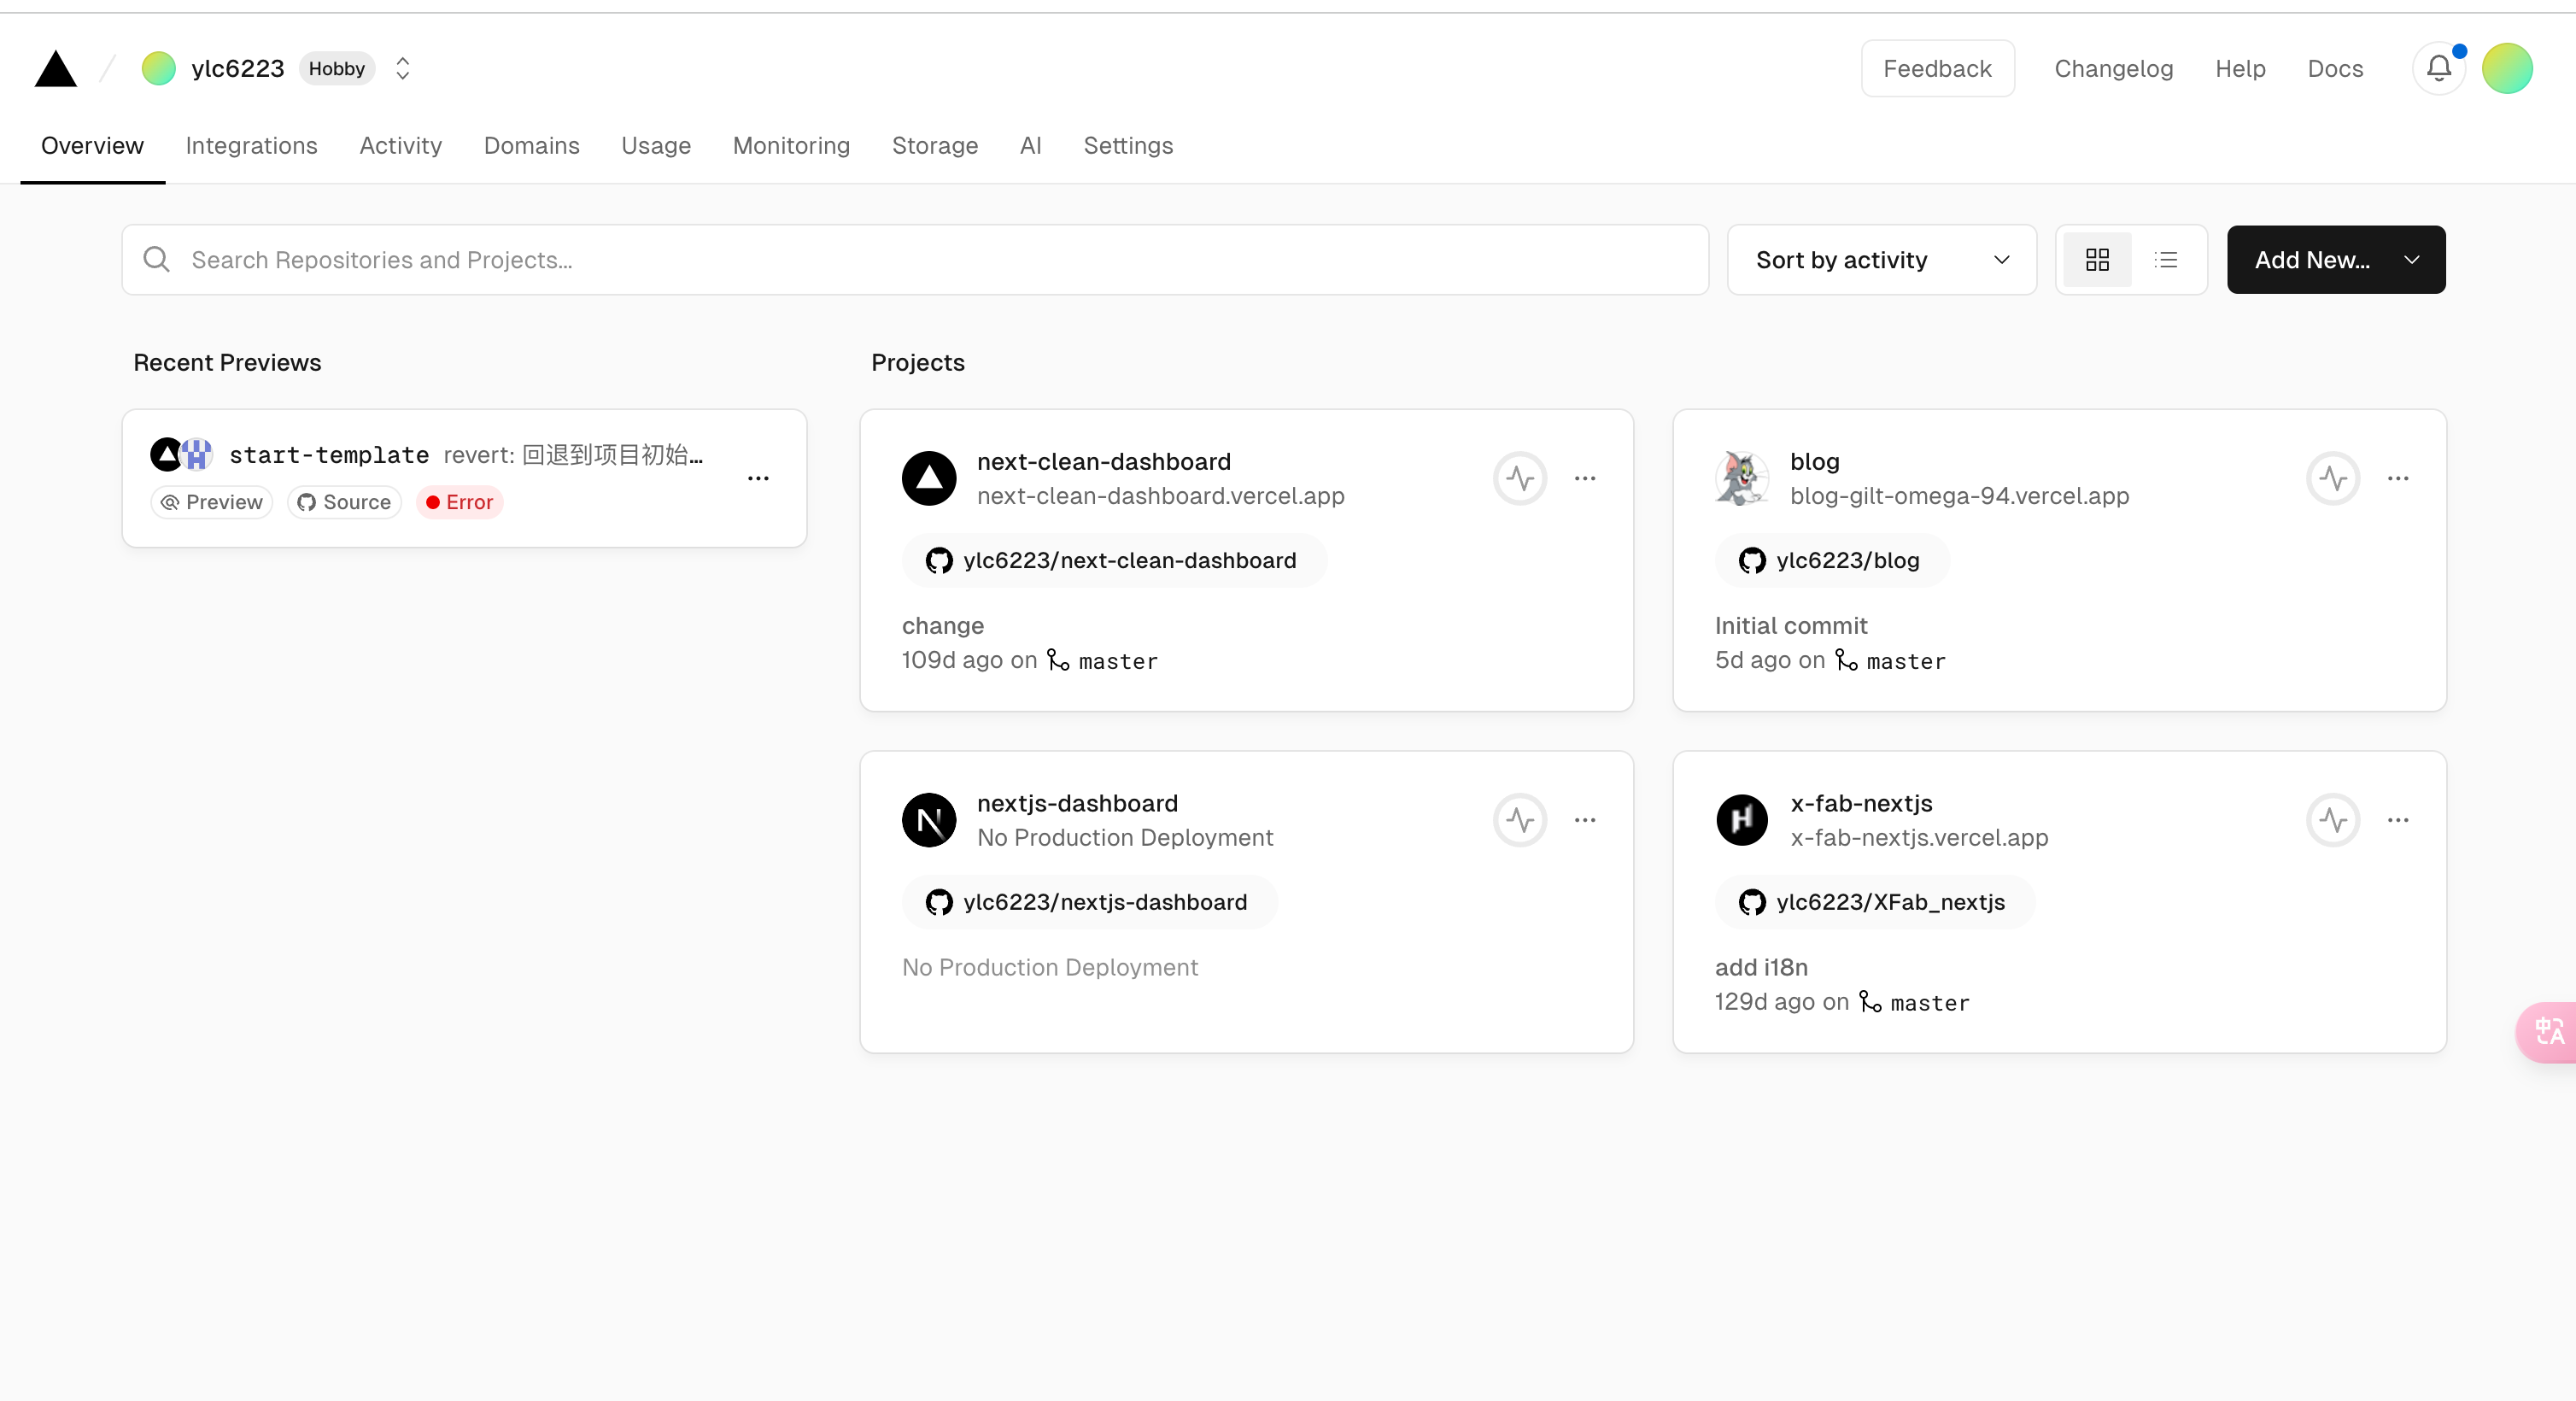 ylc6223 Hobby
Feedback Changelog Help Docs
Overview Integrations Activity Domains Usage Monitoring Storage AI Settings
Search Repositories and Projects...
Sort by activity
Add New...
Recent Previews
start-template revert: 回退到项目初始...
Preview Source Error
Projects
next-clean-dashboard
next-clean-dashboard.vercel.app
ylc6223/next-clean-dashboard
change
109d ago on master
blog
blog-gilt-omega-94.vercel.app
ylc6223/blog
Initial commit
5d ago on master
nextjs-dashboard
No Production Deployment
ylc6223/nextjs-dashboard
No Production Deployment
x-fab-nextjs
x-fab-nextjs.vercel.app
ylc6223/XFab_nextjs
add i18n
129d ago on master